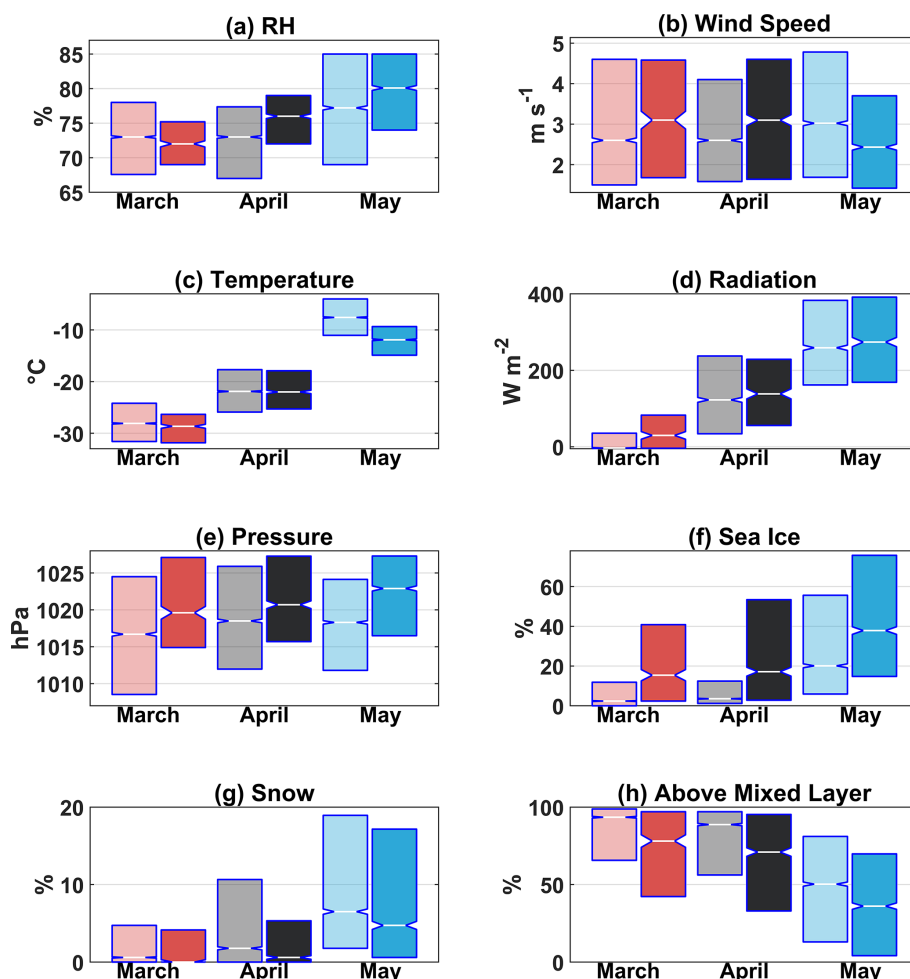 (a) RH
%
85
80
75
70
65
March April May
(b) Wind Speed
m s-1
5
4
3
2
March April May
(c) Temperature
°C
-10
-20
-30
March April May
(d) Radiation
W m-2
400
200
0
March April May
(e) Pressure
hPa
1025
1020
1015
1010
March April May
(f) Sea Ice
%
60
40
20
0
March April May
(g) Snow
%
20
10
0
March April May
(h) Above Mixed Layer
%
100
50
0
March April May